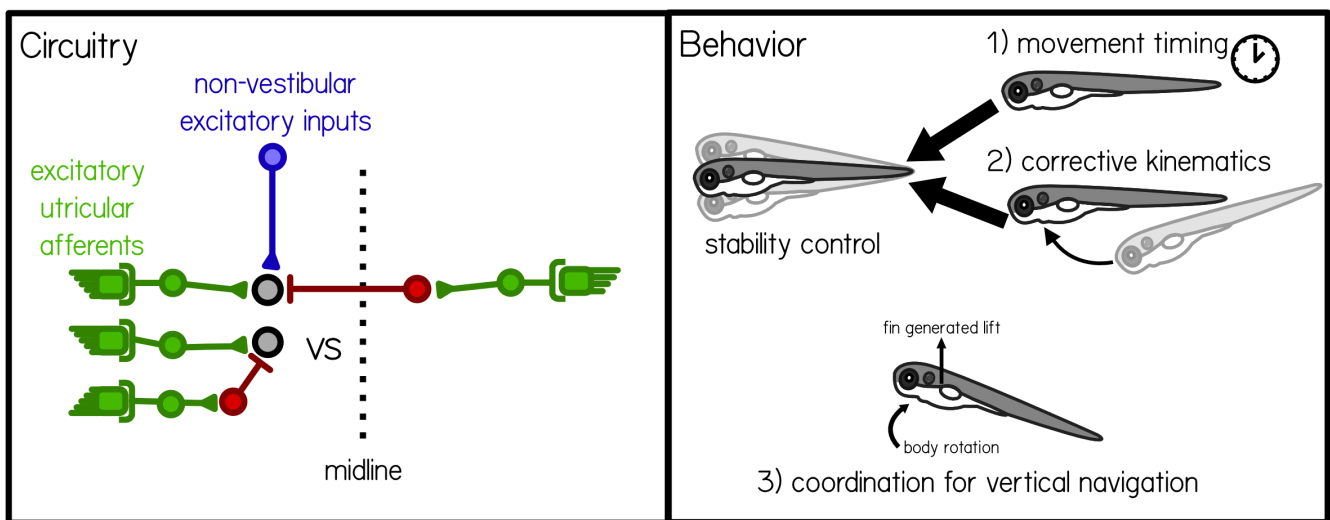 Circuitry
non-vestibular
excitatory inputs
excitatory
utricular
afferents
vs
midline
Behavior
1) movement timing
2) corrective kinematics
stability control
fin generated lift
body rotation
3) coordination for vertical navigation